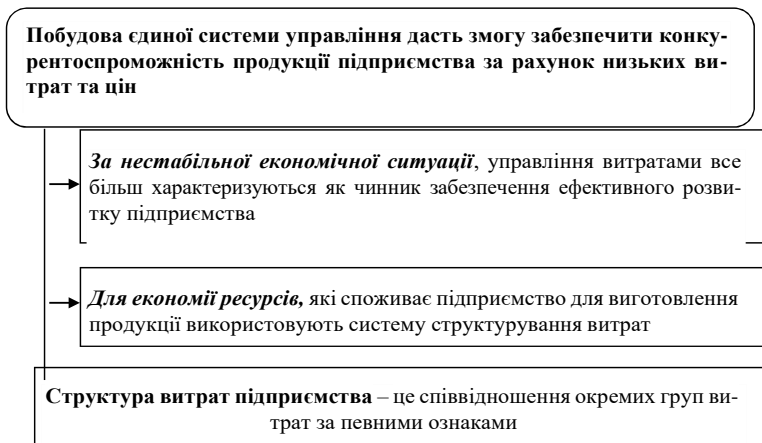 Побудова єдиної системи управління дасть змогу забезпечити конку-
рентоспроможність продукції підприємства за рахунок низьких ви-
трат та цін
За нестабільної економічної ситуації, управління витратами все
більш характеризуються як чинник забезпечення ефективного розви-
тку підприємства
Для економії ресурсів, які споживає підприємство для виготовлення
продукції використовують систему структурування витрат
Структура витрат підприємства – це співвідношення окремих груп ви-
трат за певними ознаками